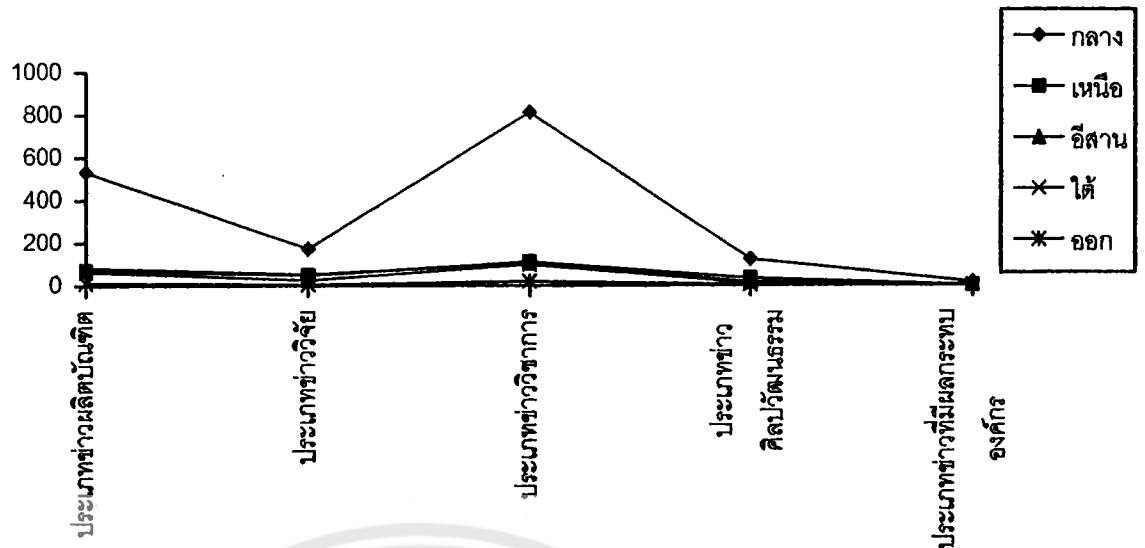 กลาง
เหนือ
อีสาน
ใต้
ออก
1000
800
600
400
200
0
ประเภทข่าวผลิตบัณฑิต
ประเภทข่าววิจัย
ประเภทข่าววิชาการ
ประเภทข่าว
ศิลปวัฒนธรรม
ประเภทข่าวที่มีผลกระทบ
องค์กร